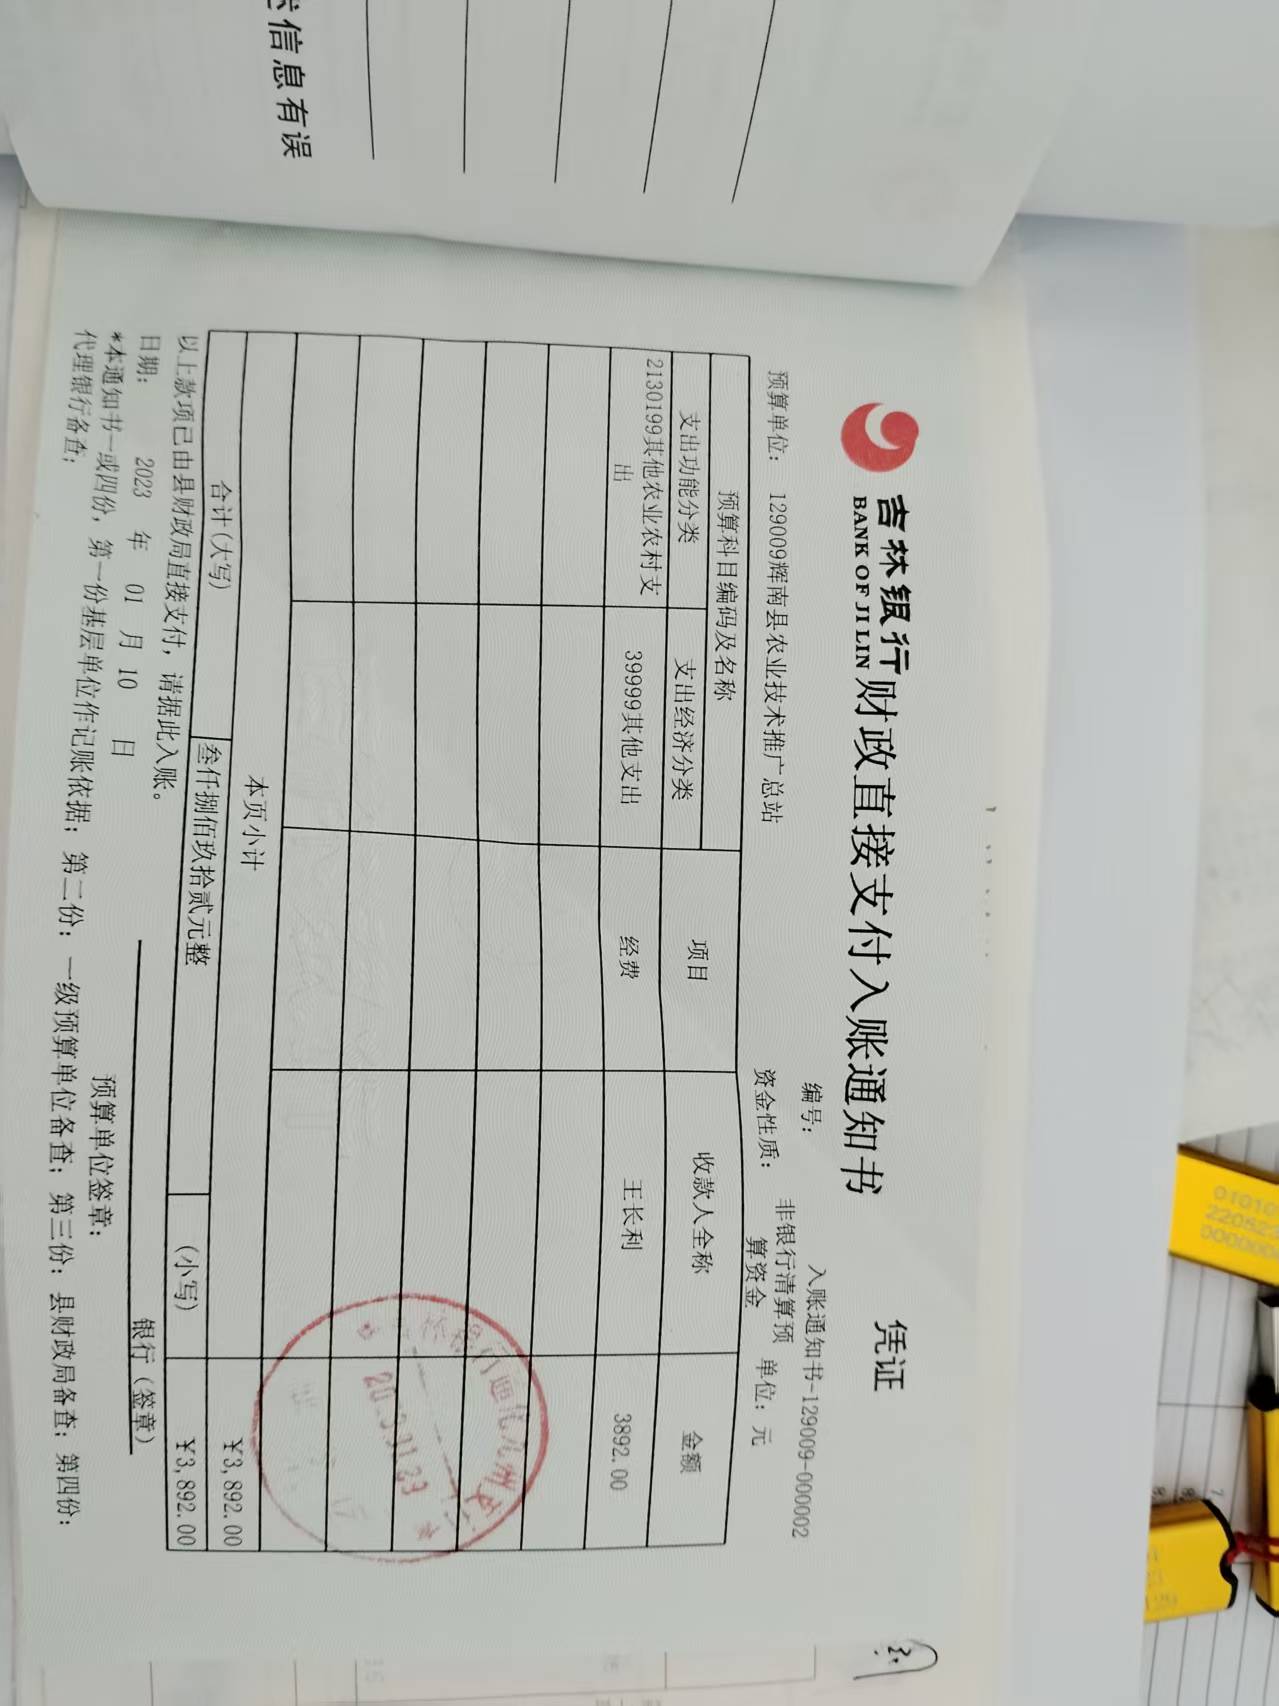 信息有误
吉林银行财政直接支付入账通知书 凭证
BANK OF JILIN
编号： 入账通知书-129009-000002
预算单位： 129009辉南县农业技术推广总站 资金性质： 非银行清算预算资金 单位：元
预算科目编码及名称 项目 收款人全称 金额
支出功能分类 支出经济分类
2130199其他农业农村支出 39999其他支出 经费 王长利 3892.00
本页小计 ¥3,892.00
合计(大写) 叁仟捌佰玖拾贰元整 (小写) ¥3,892.00
以上款项已由县财政局直接支付，请据此入账。
银行（签章）
日期： 2023 年 01 月 10 日
预算单位签章：
*本通知书一式四份，第一份基层单位作记账依据；第二份：一级预算单位备查；第三份：县财政局备查；第四份：
代理银行备查；